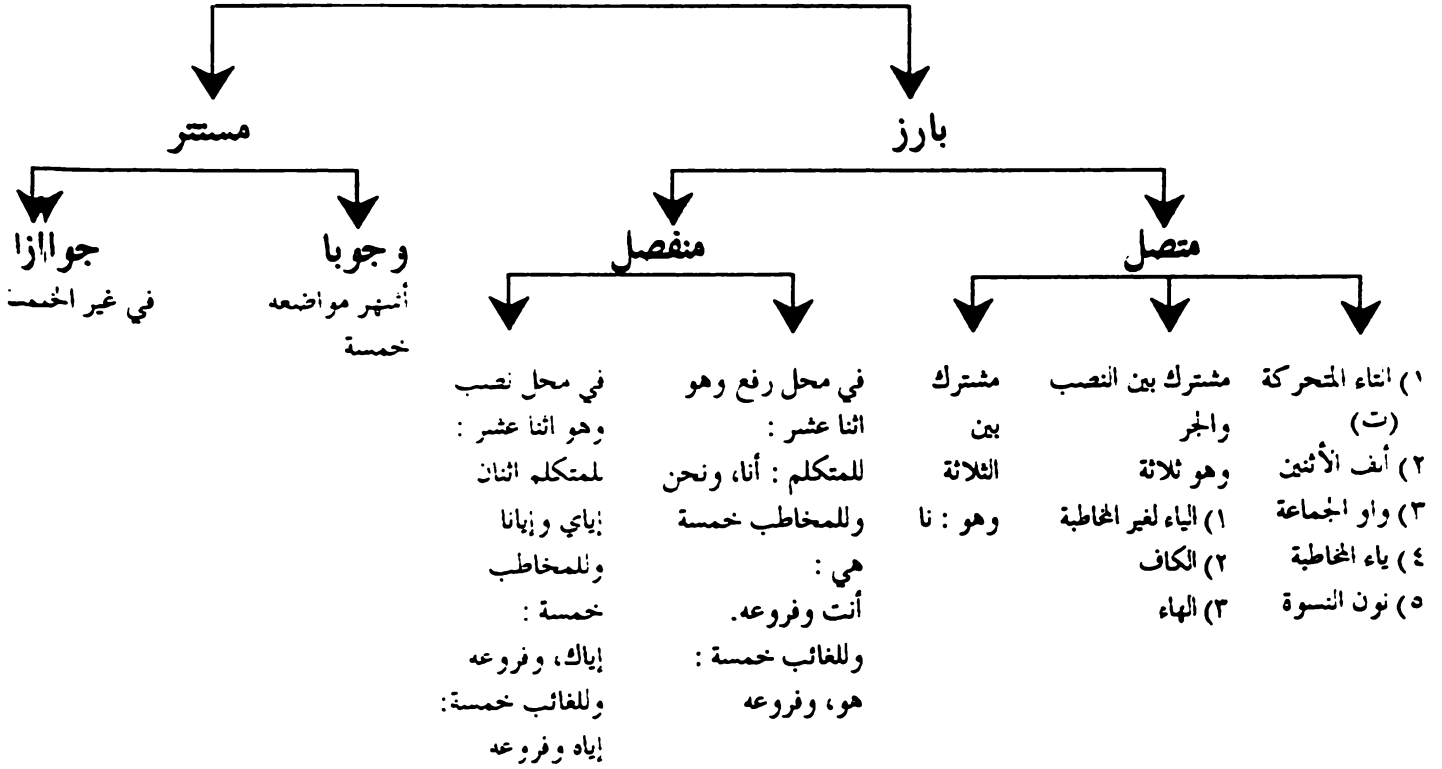 بارز
مستتر
متصل
منفصل
وجوبا
جوازا
أشهر مواضعه
خمسة
في غير الخمسة
١) التاء المتحركة
(ت)
٢) ألف الأثنين
٣) واو الجماعة
٤) ياء المخاطبة
٥) نون النسوة
مشترك بين النصب
والجر
وهو ثلاثة
١) الياء لغير المخاطبة
٢) الكاف
٣) الهاء
مشترك
بين
الثلاثة
وهو : نا
في محل رفع وهو
اثنا عشر :
للمتكلم : أنا، ونحن
وللمخاطب خمسة
هي :
أنت وفروعه.
وللغائب خمسة :
هو، وفروعه
في محل نصب
وهو اثنا عشر :
للمتكلم اثنان
إياي وإيانا
وللمخاطب
خمسة :
إياك، وفروعه
وللغائب خمسة:
إياه وفروعه